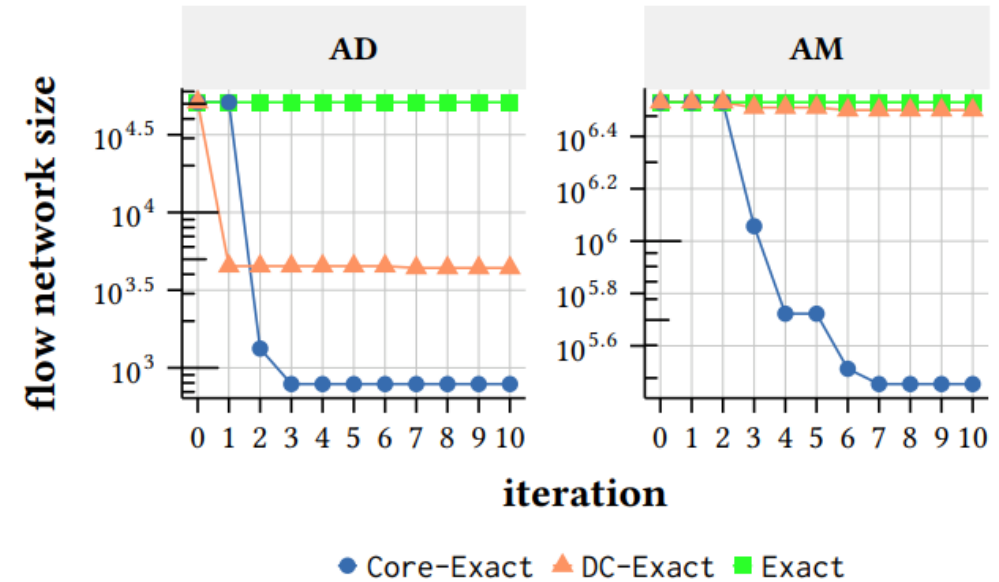 AD
AM
flow network size
10^4.5
10^4
10^3.5
10^3
10^6.4
10^6.2
10^6
10^5.8
10^5.6
0 1 2 3 4 5 6 7 8 9 10
0 1 2 3 4 5 6 7 8 9 10
iteration
Core-Exact DC-Exact Exact